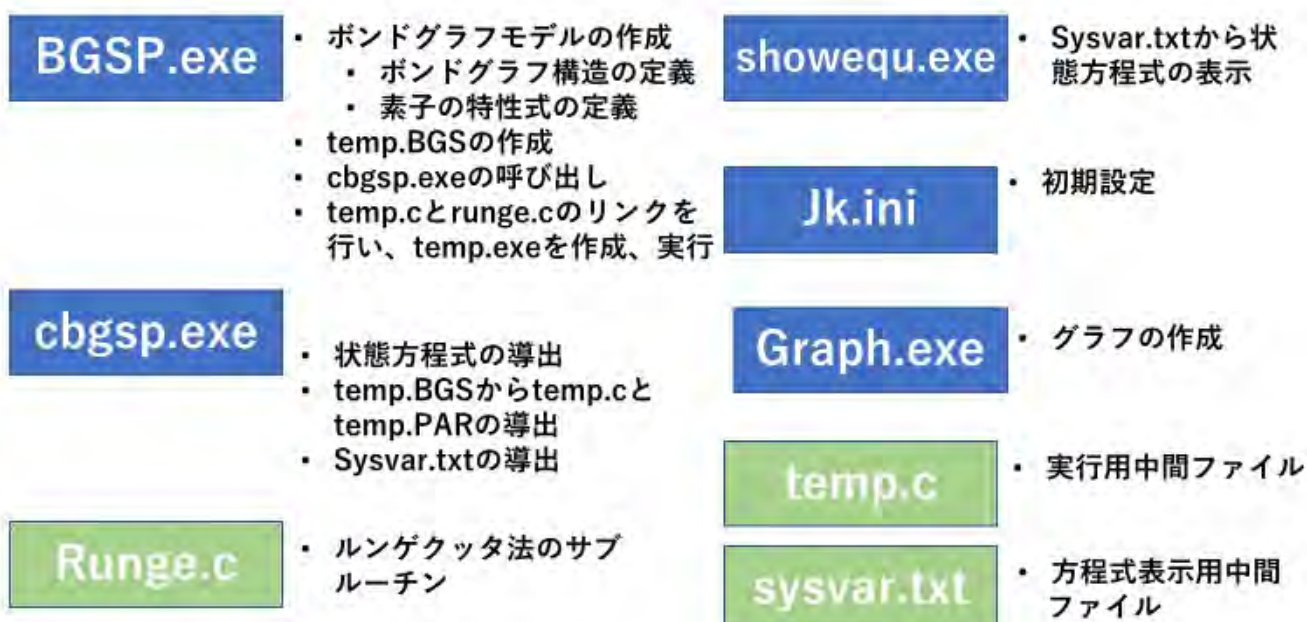 BGSP.exe
・ ボンドグラフモデルの作成
・ ボンドグラフ構造の定義
・ 素子の特性式の定義
・ temp.BGSの作成
・ cbgsp.exeの呼び出し
・ temp.cとrunge.cのリンクを
行い、temp.exeを作成、実行
cbgsp.exe
・ 状態方程式の導出
・ temp.BGSからtemp.cと
temp.PARの導出
・ Sysvar.txtの導出
Runge.c
・ ルンゲクッタ法のサブ
ルーチン
showequ.exe
・ Sysvar.txtから状
態方程式の表示
Jk.ini
・ 初期設定
Graph.exe
・ グラフの作成
temp.c
・ 実行用中間ファイル
sysvar.txt
・ 方程式表示用中間
ファイル